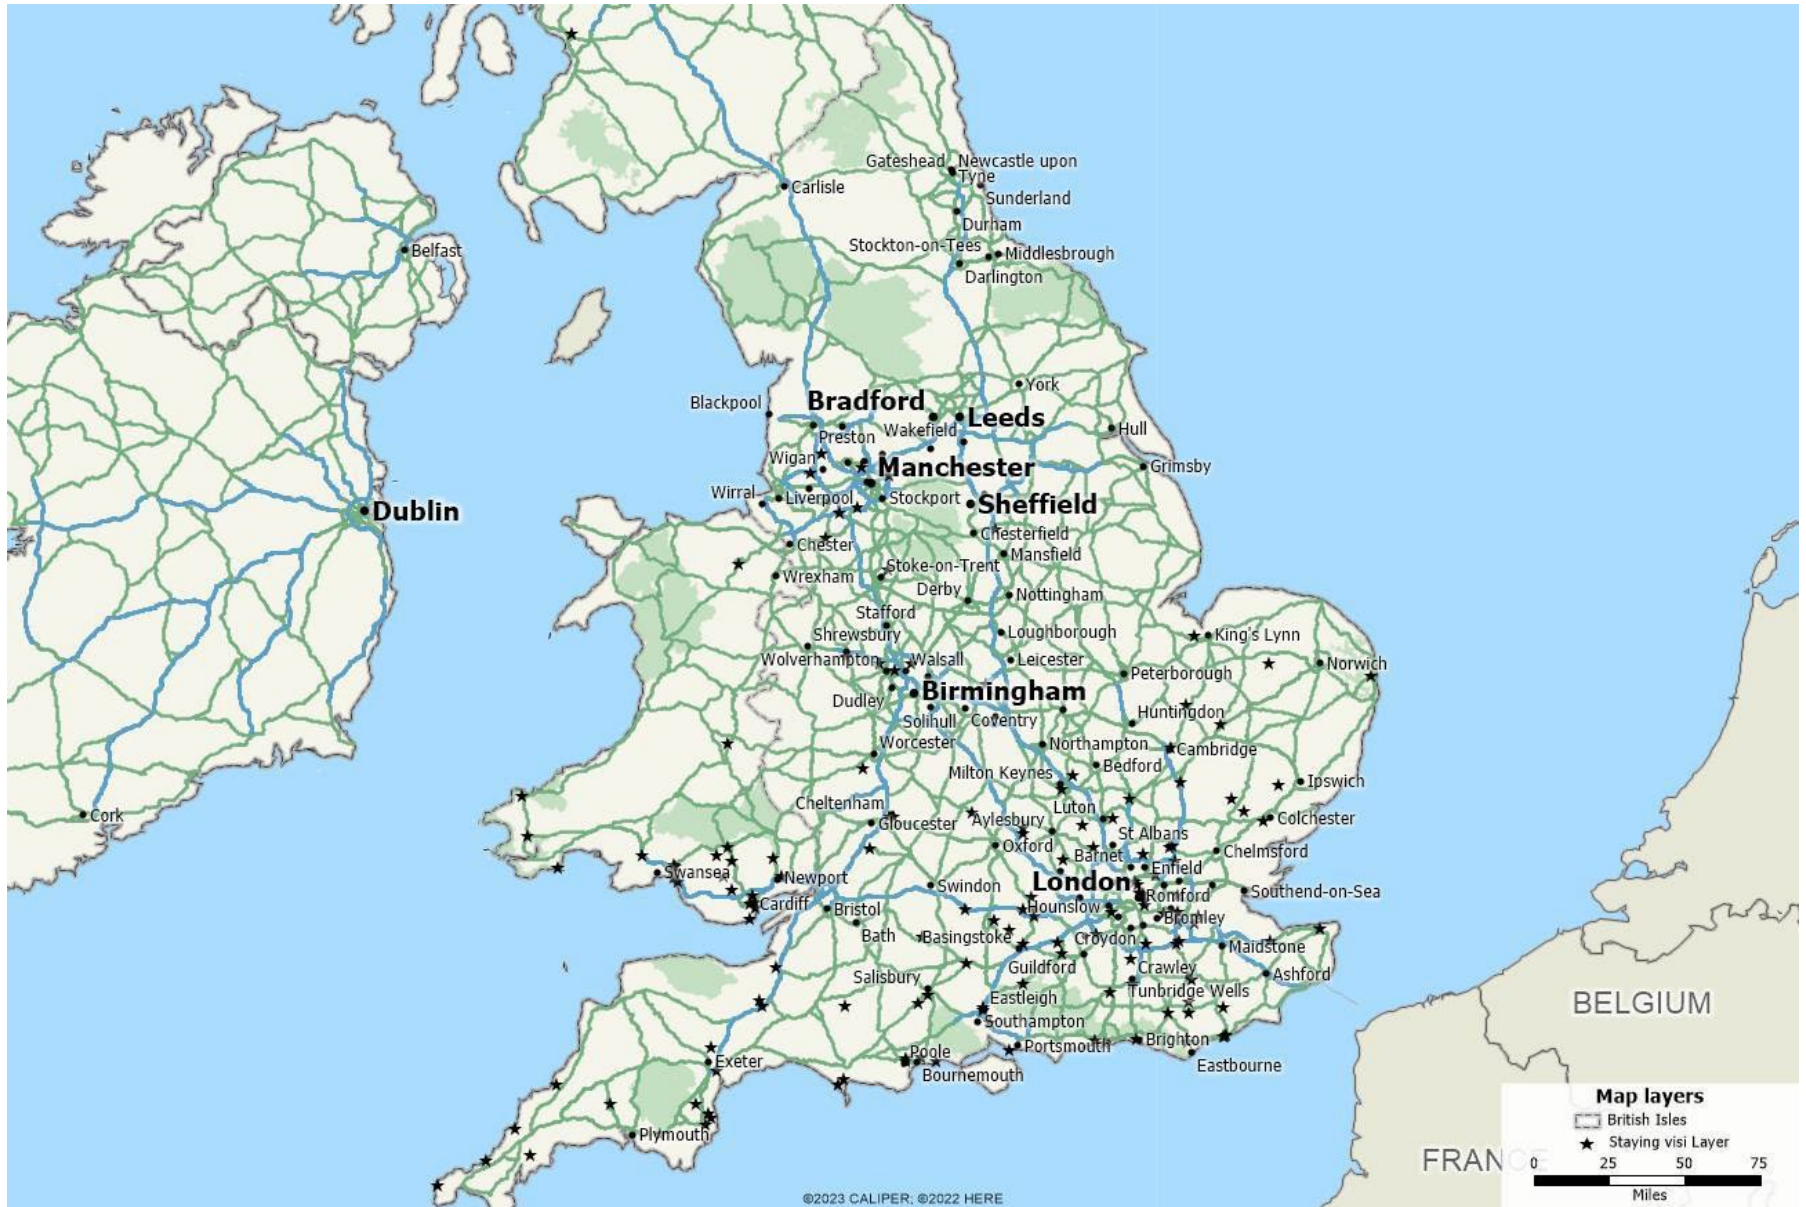 Gateshead
Newcastle upon
Tyne
Carlisle
Sunderland
Durham
Belfast
Stockton-on-Tees
Middlesbrough
Darlington
York
Blackpool
Bradford
Leeds
Preston
Wakefield
Hull
Wigan
Manchester
Grimsby
Wirral
Liverpool
Stockport
Dublin
Sheffield
Chester
Chesterfield
Mansfield
Wrexham
Stoke-on-Trent
Derby
Nottingham
Stafford
Shrewsbury
Loughborough
King's Lynn
Wolverhampton
Walsall
Leicester
Norwich
Peterborough
Dudley
Birmingham
Solihull
Coventry
Huntingdon
Worcester
Northampton
Cambridge
Milton Keynes
Bedford
Ipswich
Cork
Cheltenham
Luton
Gloucester
Aylesbury
Colchester
St Albans
Oxford
Barnet
Chelmsford
Swansea
Newport
Enfield
London
Swindon
Romford
Southend-on-Sea
Cardiff
Bristol
Hounslow
Bromley
Bath
Basingstoke
Croydon
Maidstone
Salisbury
Guildford
Crawley
Ashford
Eastleigh
Tunbridge Wells
BELGIUM
Southampton
Portsmouth
Brighton
Exeter
Poole
Bournemouth
Eastbourne
Plymouth
FRANCE
Map layers
British Isles
Staying visi Layer
0 25 50 75
Miles
©2023 CALIPER; ©2022 HERE